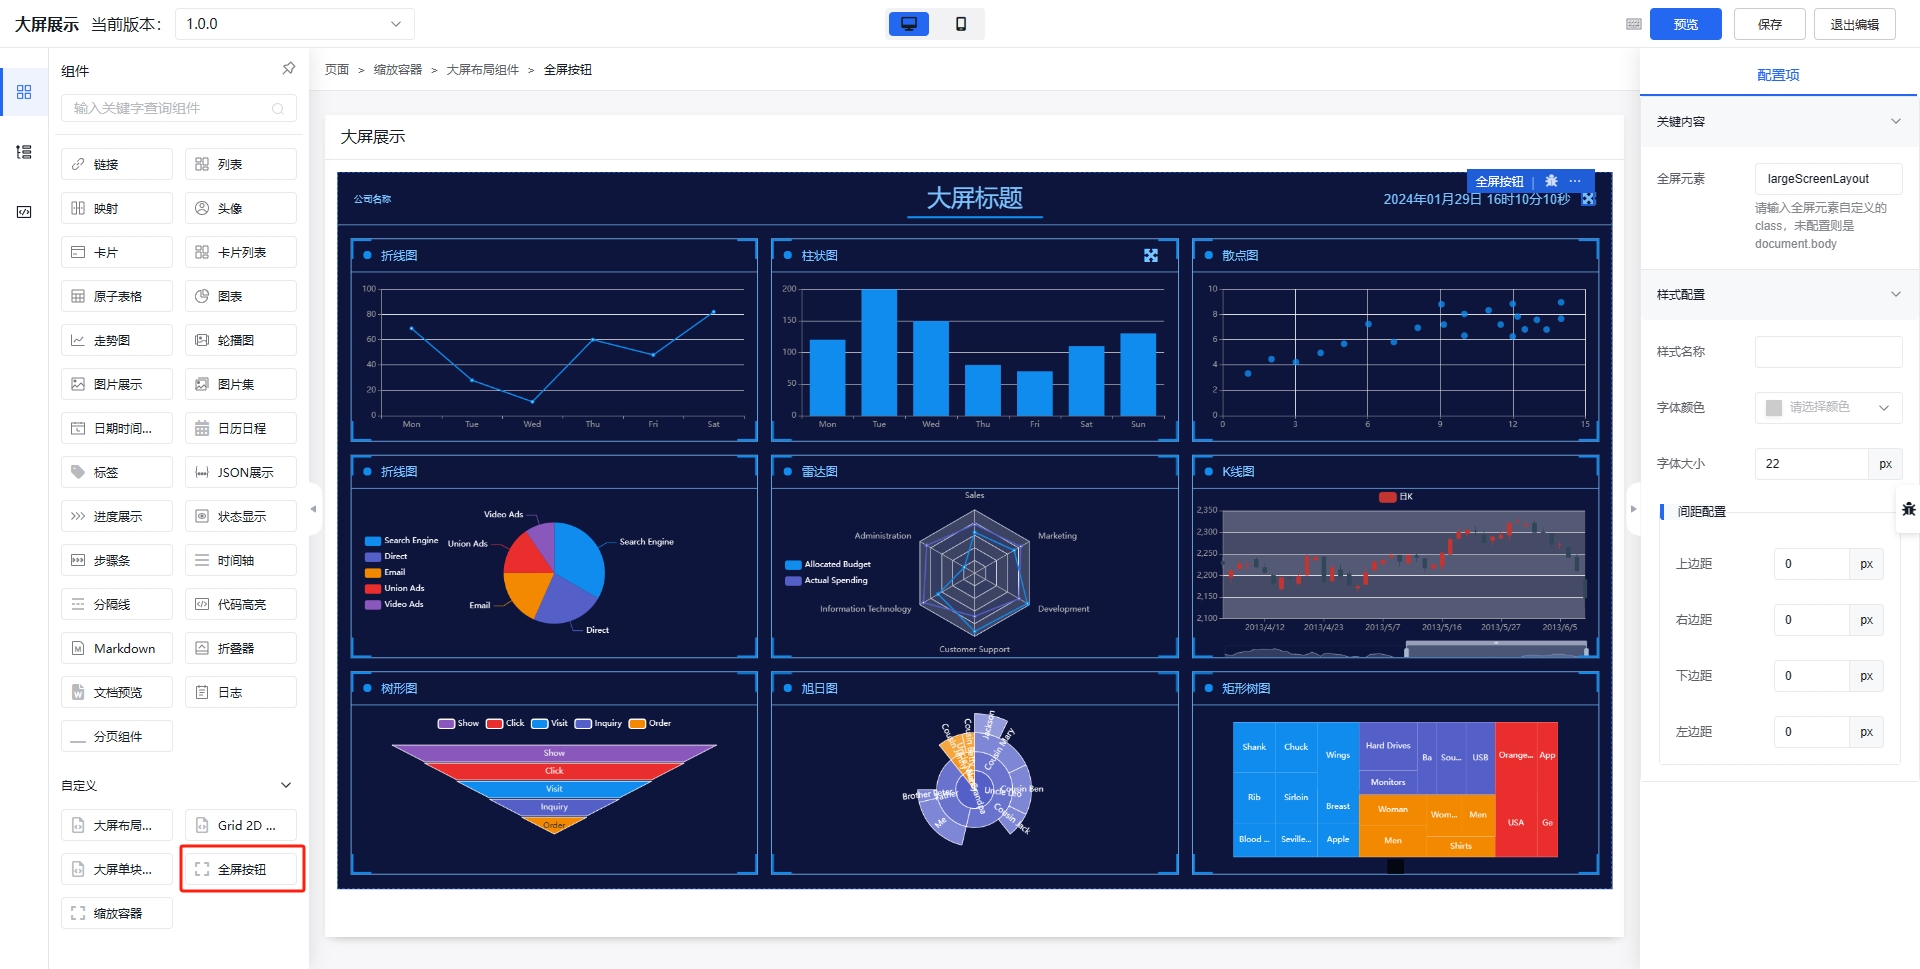 大屏展示 当前版本： 1.0.0
预览 保存 退出编辑
组件
输入关键字查询组件
链接 列表
映射 头像
卡片 卡片列表
原子表格 图表
走势图 轮播图
图片展示 图片集
日期时间... 日历日程
标签 JSON展示
进度展示 状态显示
步骤条 时间轴
分隔线 代码高亮
Markdown 折叠器
文档预览 日志
分页组件
自定义
大屏布局... Grid 2D ...
大屏单块... 全屏按钮
缩放容器
页面 > 缩放容器 > 大屏布局组件 > 全屏按钮
大屏展示
公司名称
大屏标题
全屏按钮
2024年01月29日 16时10分10秒
折线图
100
80
60
40
20
0
Mon Tue Wed Thu Fri Sat
柱状图
200
150
100
50
0
Mon Tue Wed Thu Fri Sat Sun
散点图
10
8
6
4
2
0
0 3 6 9 12 15
折线图
Search Engine
Direct
Email
Union Ads
Video Ads
Video Ads
Union Ads
Search Engine
Email
Direct
雷达图
Allocated Budget
Actual Spending
Sales
Administration
Marketing
Information Technology
Development
Customer Support
K线图
日K
2,350
2,300
2,250
2,200
2,150
2,100
2013/4/12 2013/4/23 2013/5/7 2013/5/16 2013/5/27 2013/6/5
树形图
Show Click Visit Inquiry Order
Show
Click
Visit
Inquiry
Order
旭日图
Jackson
Cousin Mary
Cousin Ben
Uncle Leo
Cousin Jack
Grandpa
Brother Peter
Father
Me
矩形树图
Shank Chuck Wings
Rib Sirloin Breast
Blood ... Seville... Apple
Hard Drives Ba Sou... USB
Monitors
Woman Wom... Men
Men Shirts
Orange... App
USA Go
配置项
关键内容
全屏元素 largeScreenLayout
请输入全屏元素自定义的
class，未配置则是
document.body
样式配置
样式名称
字体颜色 请选择颜色
字体大小 22 px
间距配置
上边距 0 px
右边距 0 px
下边距 0 px
左边距 0 px